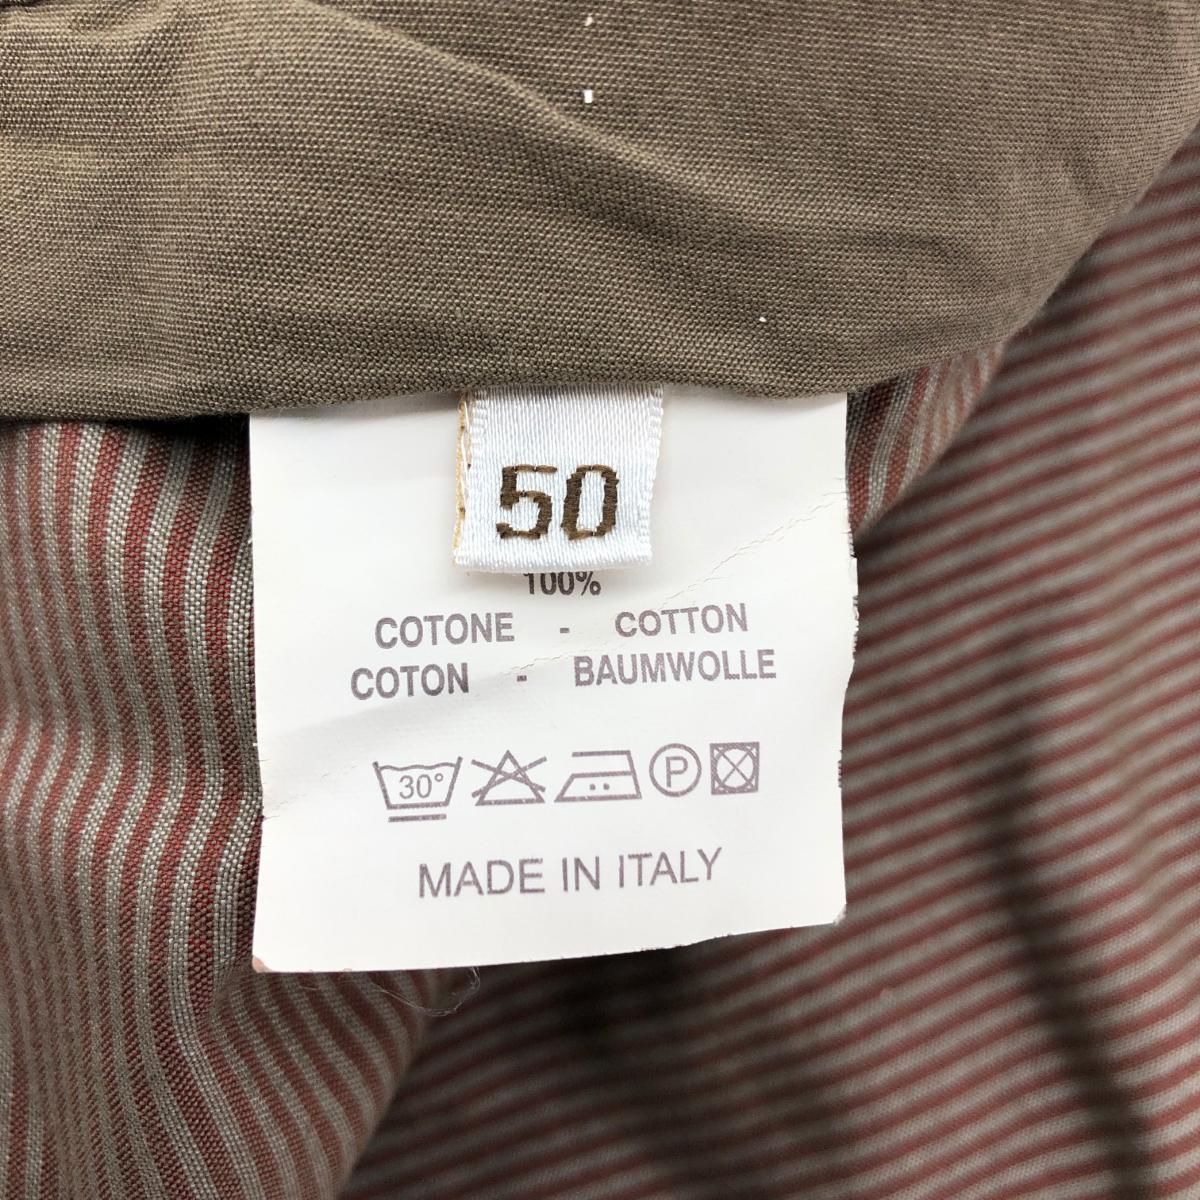 50
100%
COTONE - COTTON
COTON - BAUMWOLLE
30° P
MADE IN ITALY